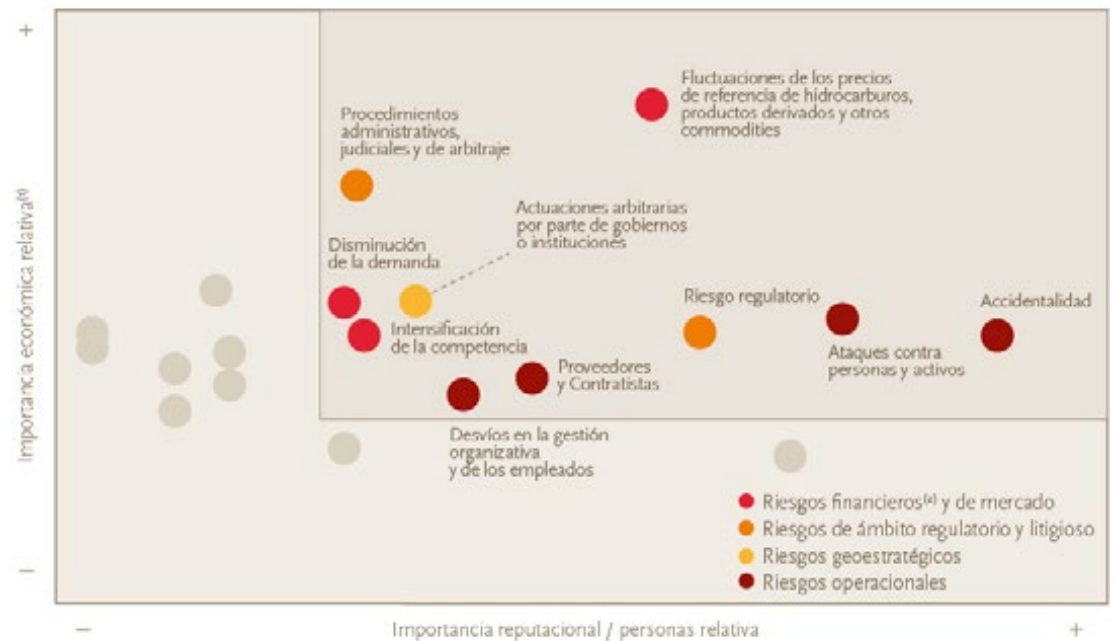 +
Fluctuaciones de los precios
de referencia de hidrocarburos,
productos derivados y otros
commodities
Procedimientos
administrativos,
judiciales y de arbitraje
Actuaciones arbitrarias
por parte de gobiernos
o instituciones
Disminución
de la demanda
Riesgo regulatorio
Accidentalidad
Intensificación
de la competencia
Ataques contra
personas y activos
Proveedores
y Contratistas
Desvíos en la gestión
organizativa
y de los empleados
Importancia económica relativa
Riesgos financieros y de mercado
Riesgos de ámbito regulatorio y litigioso
Riesgos geoestratégicos
Riesgos operacionales
–
–
Importancia reputacional / personas relativa
+